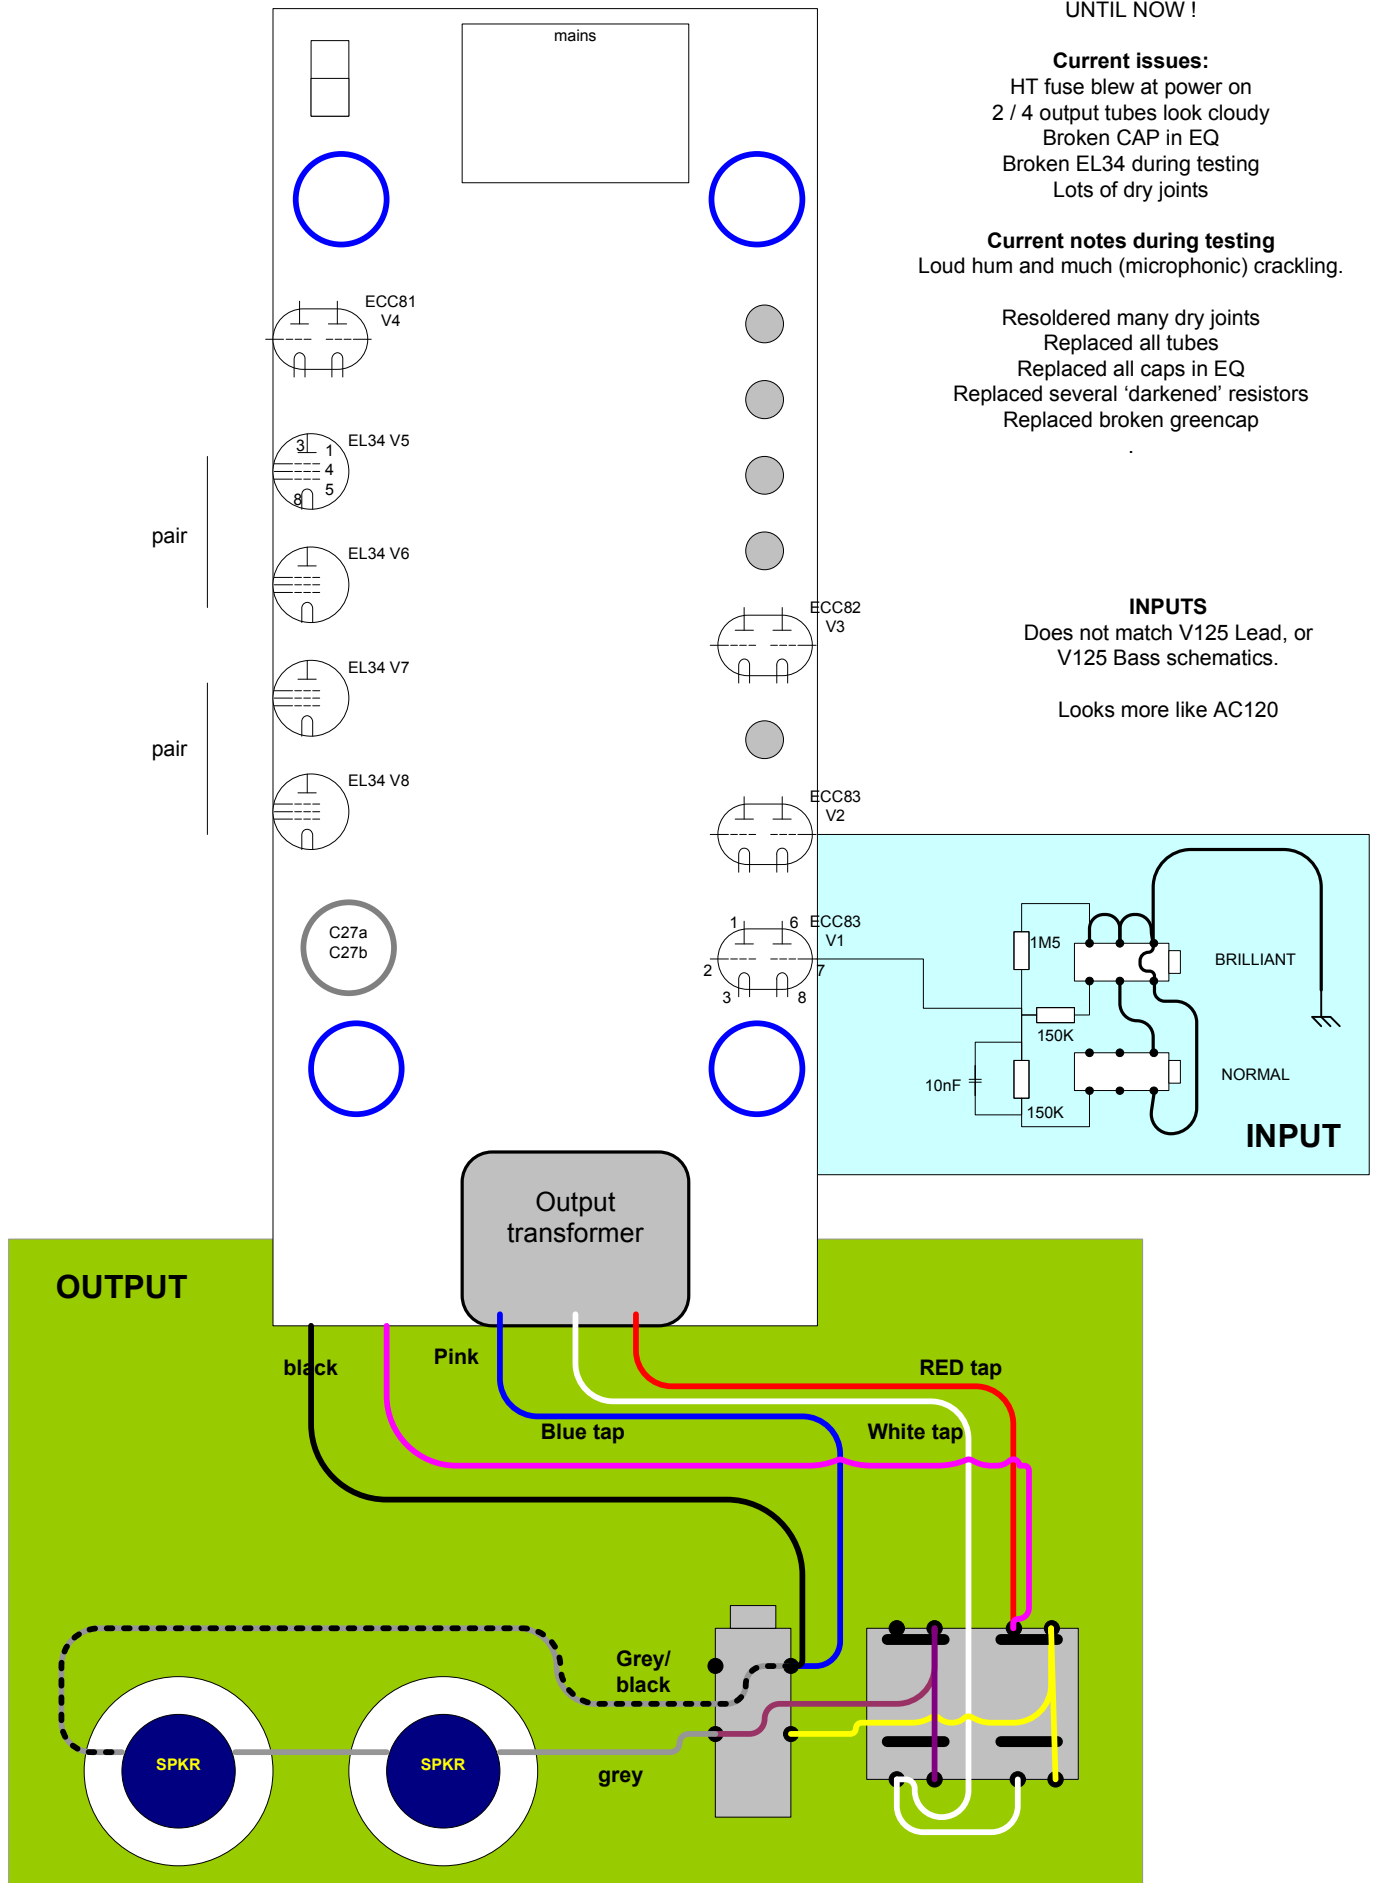 UNTIL NOW !
Current issues:
HT fuse blew at power on
2 / 4 output tubes look cloudy
Broken CAP in EQ
Broken EL34 during testing
Lots of dry joints
Current notes during testing
Loud hum and much (microphonic) crackling.
Resoldered many dry joints
Replaced all tubes
Replaced all caps in EQ
Replaced several ‘darkened’ resistors
Replaced broken greencap
.
mains
ECC81
V4
EL34 V5
3
1
4
5
8
pair
EL34 V6
EL34 V7
pair
EL34 V8
ECC82
V3
INPUTS
Does not match V125 Lead, or
V125 Bass schematics.
Looks more like AC120
ECC83
V2
C27a
C27b
1
6
ECC83
V1
2
7
3
8
1M5
BRILLIANT
150K
10nF
150K
NORMAL
INPUT
Output
transformer
OUTPUT
black
Pink
RED tap
Blue tap
White tap
Grey/
black
SPKR
SPKR
grey